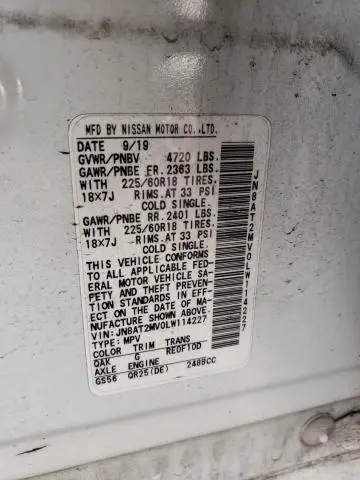 MFD BY NISSAN MOTOR CO.,LTD.
DATE 9/19
GVWR/PNBV 4720 LBS.
GAWR/PNBE FR. 2363 LBS.
WITH 225/60R18 TIRES,
18×7J RIMS.AT 33 PSI
COLD SINGLE.
GAWR/PNBE RR. 2401 LBS.
WITH 225/60R18 TIRES,
18×7J RIMS.AT 33 PSI
COLD SINGLE.
THIS VEHICLE CONFORMS
TO ALL APPLICABLE FED-
ERAL MOTOR VEHICLE SA-
FETY AND THEFT PREVEN-
TION STANDARDS IN EFF-
ECT ON THE DATE OF MA-
NUFACTURE SHOWN ABOVE.
VIN:JN8AT2MV0LW114227
TYPE: MPV
COLOR TRIM TRANS
QAK G RE0F10D
AXLE ENGINE
GS56 QR25(DE) 2488CC
JN8AT2MV0LW114227